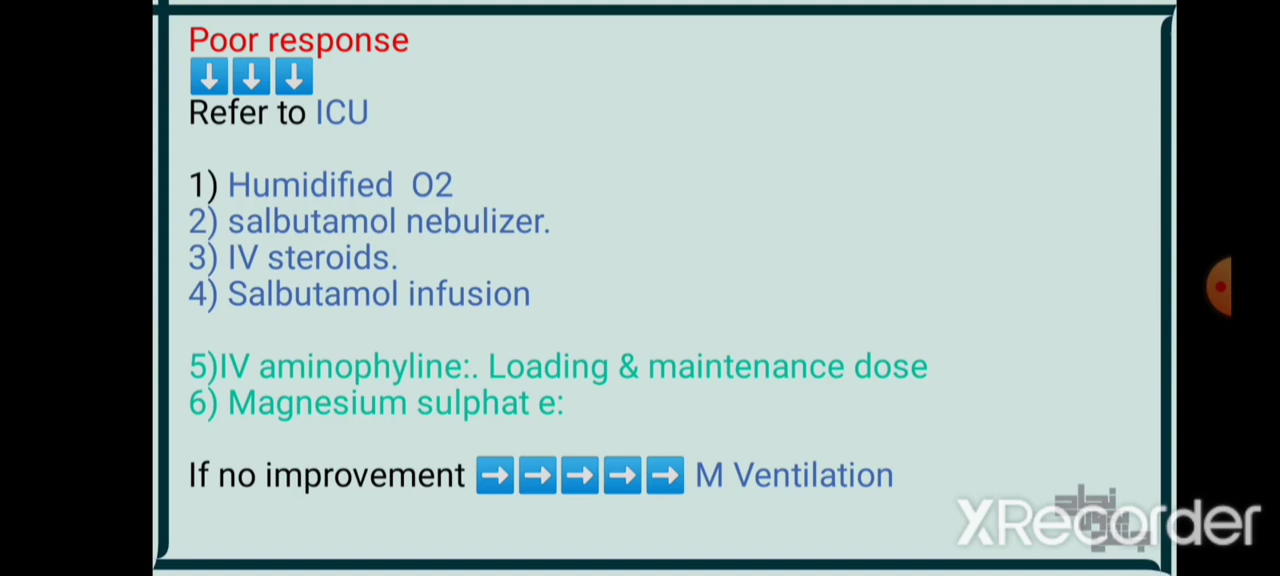 Poor response
⬇️⬇️⬇️
Refer to ICU
1) Humidified O2
2) salbutamol nebulizer.
3) IV steroids.
4) Salbutamol infusion
5)IV aminophyline:. Loading & maintenance dose
6) Magnesium sulphat e:
If no improvement ➡️➡️➡️➡️➡️ M Ventilation
XRecorder